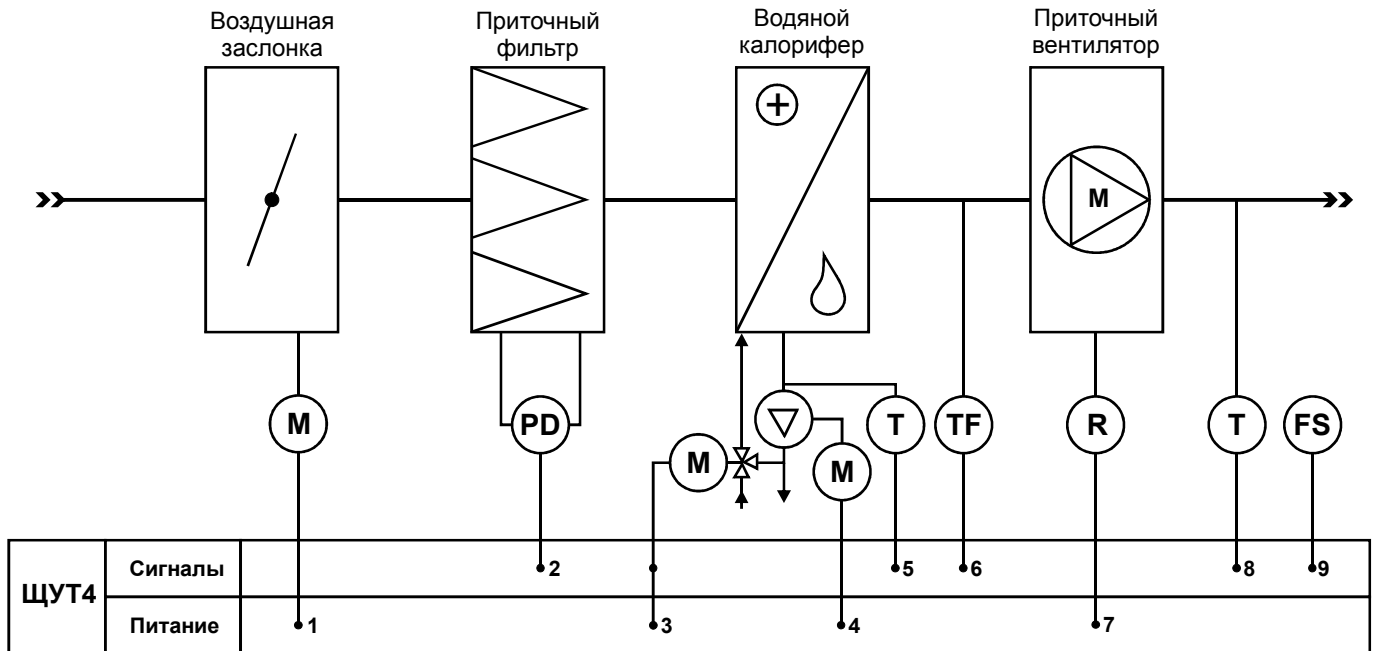 Воздушная
заслонка
Приточный
фильтр
Водяной
калорифер
Приточный
вентилятор
M
M
PD
M
M
T
TF
R
T
FS
ЩУТ4
Сигналы
2
5
6
8
9
Питание
1
3
4
7